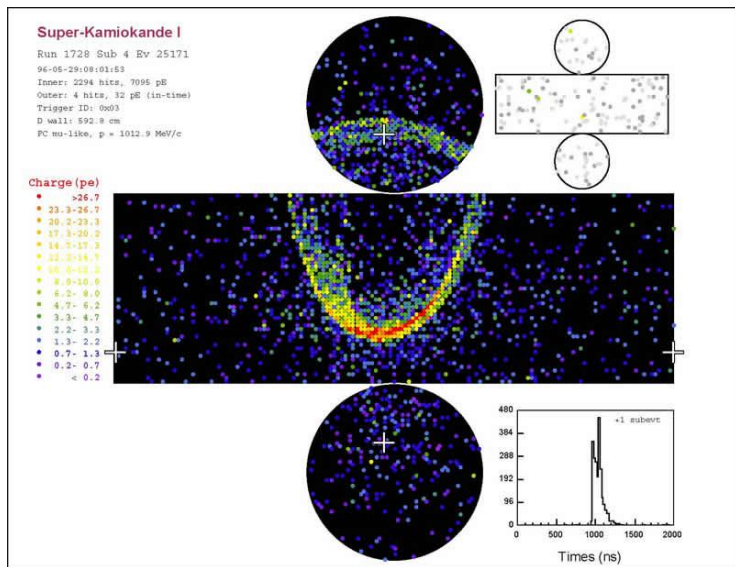 Super-Kamiokande I
Run 1728 Sub 4 Ev 25171
96-05-29:08:01:53
Inner: 2294 hits, 7095 pE
Outer: 4 hits, 32 pE (in-time)
Trigger ID: 0x03
D wall: 592.8 cm
FC mu-like, p = 1012.9 MeV/c
Charge(pe)
>26.7
23.3-26.7
20.2-23.3
17.3-20.2
14.7-17.3
12.2-14.7
10.0-12.2
8.0-10.0
6.2- 8.0
4.7- 6.2
3.3- 4.7
2.2- 3.3
1.3- 2.2
0.7- 1.3
0.2- 0.7
< 0.2
+1 subevt
480
384
288
192
96
0
0 500 1000 1500 2000
Times (ns)